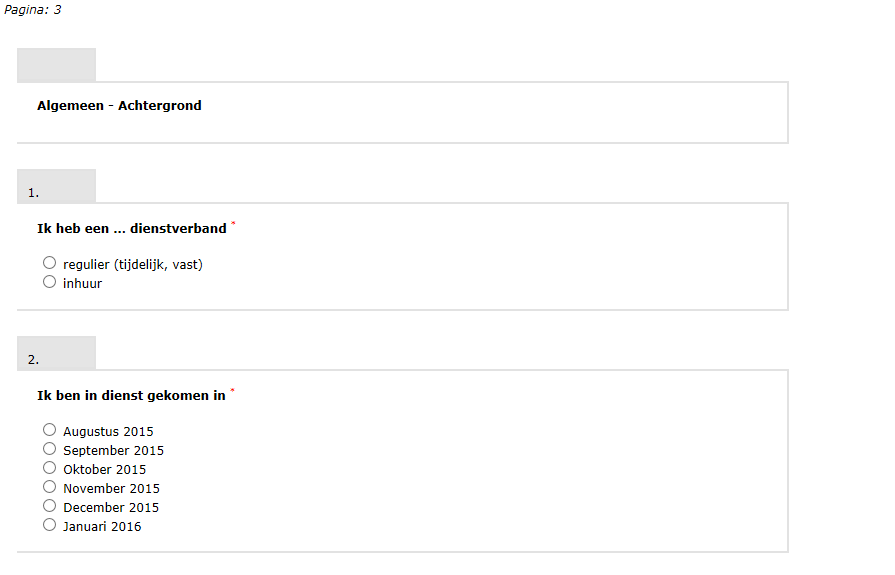 Pagina: 3
Algemeen - Achtergrond
1.
Ik heb een ... dienstverband *
regulier (tijdelijk, vast)
inhuur
2.
Ik ben in dienst gekomen in *
Augustus 2015
September 2015
Oktober 2015
November 2015
December 2015
Januari 2016